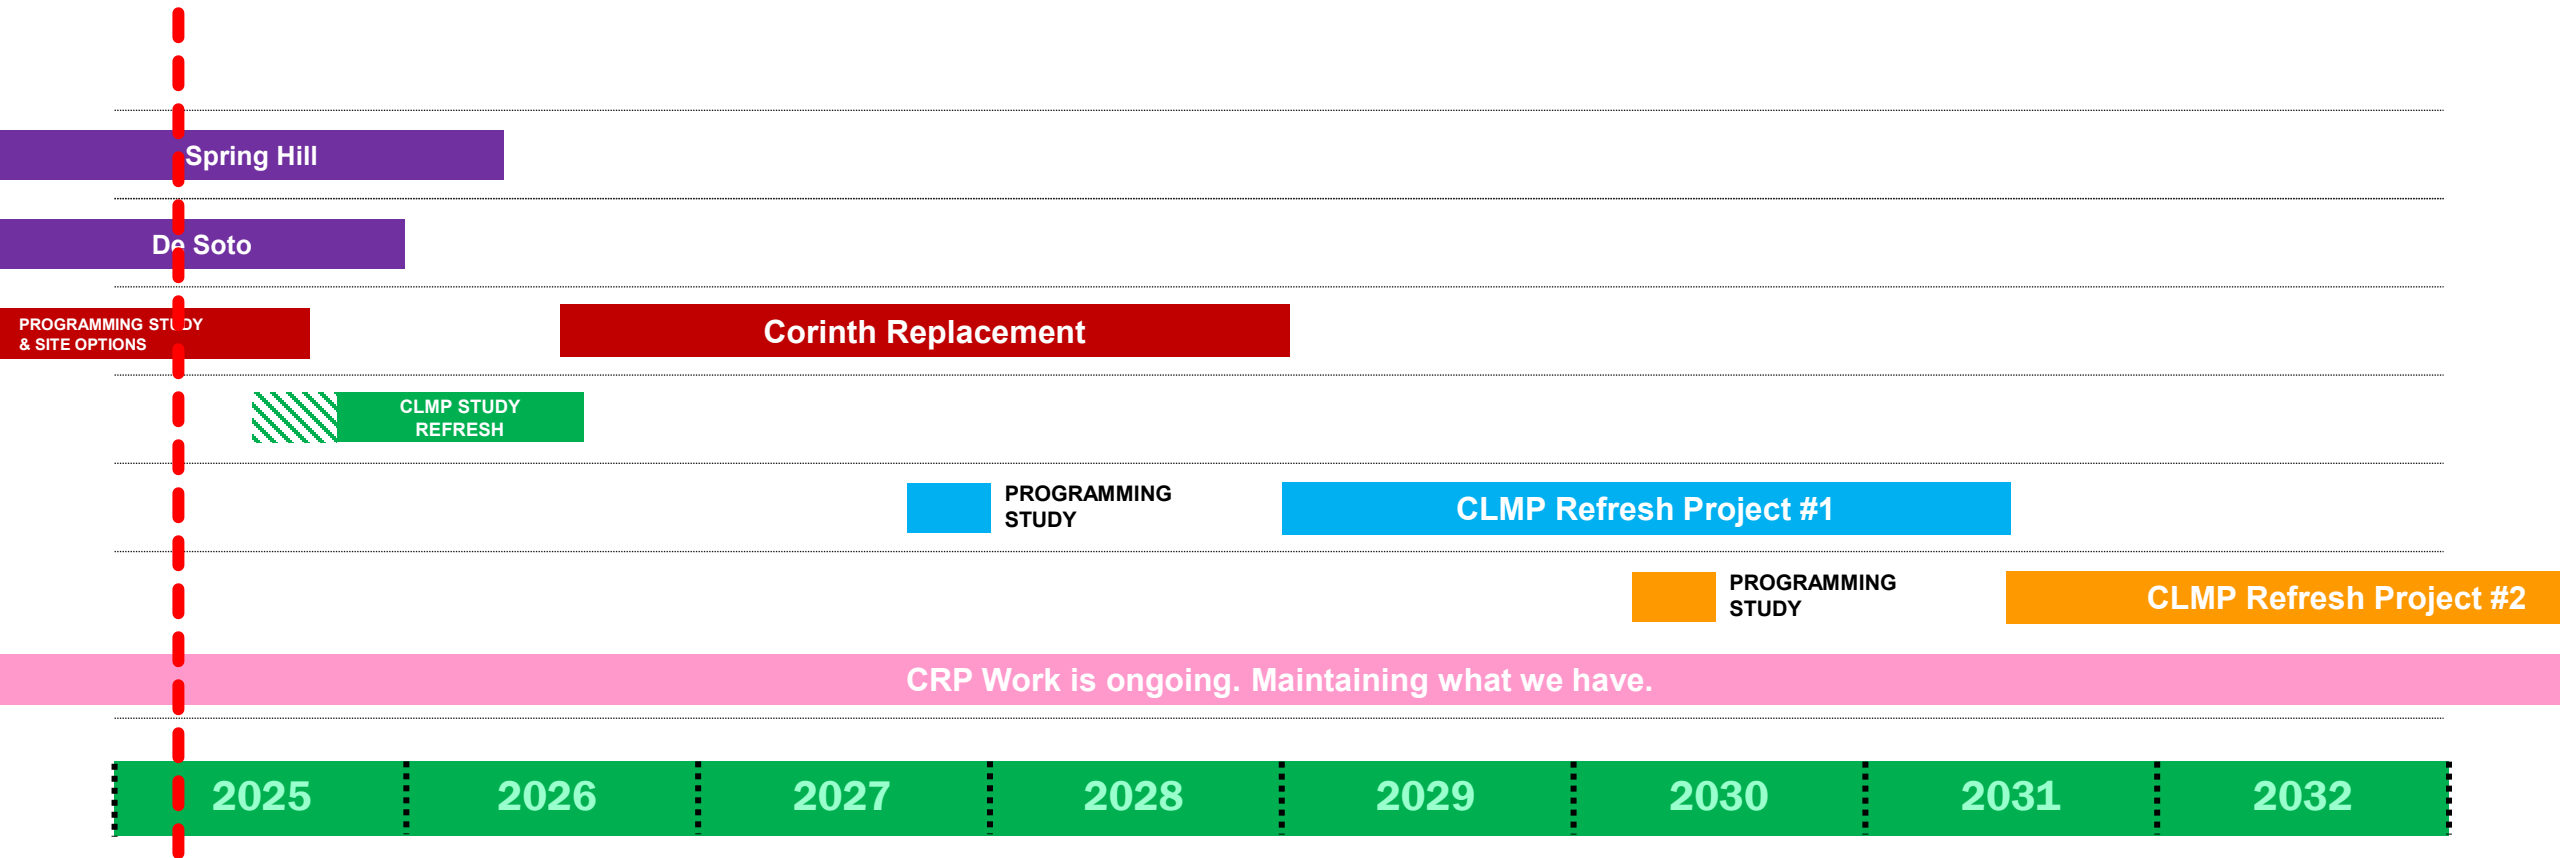 Spring Hill
De Soto
PROGRAMMING STUDY
& SITE OPTIONS
Corinth Replacement
CLMP STUDY
REFRESH
PROGRAMMING
STUDY
CLMP Refresh Project #1
PROGRAMMING
STUDY
CLMP Refresh Project #2
CRP Work is ongoing. Maintaining what we have.
2025 2026 2027 2028 2029 2030 2031 2032